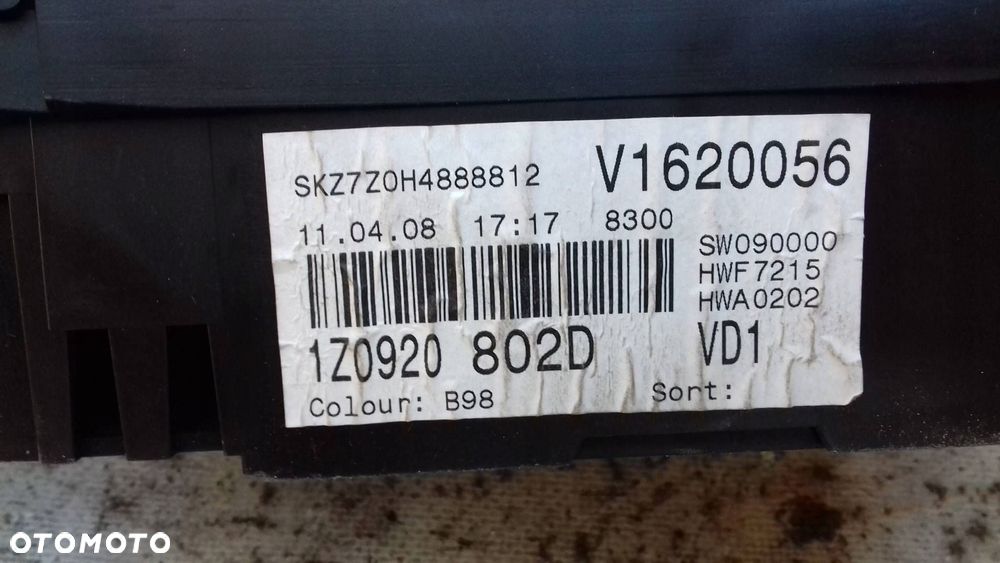 SKZ7Z0H4888812 V1620056
11.04.08 17:17 8300
SW090000
HWF7215
HWA0202
1Z0920 802D VD1
Colour: B98 Sort:
OTOMOTO